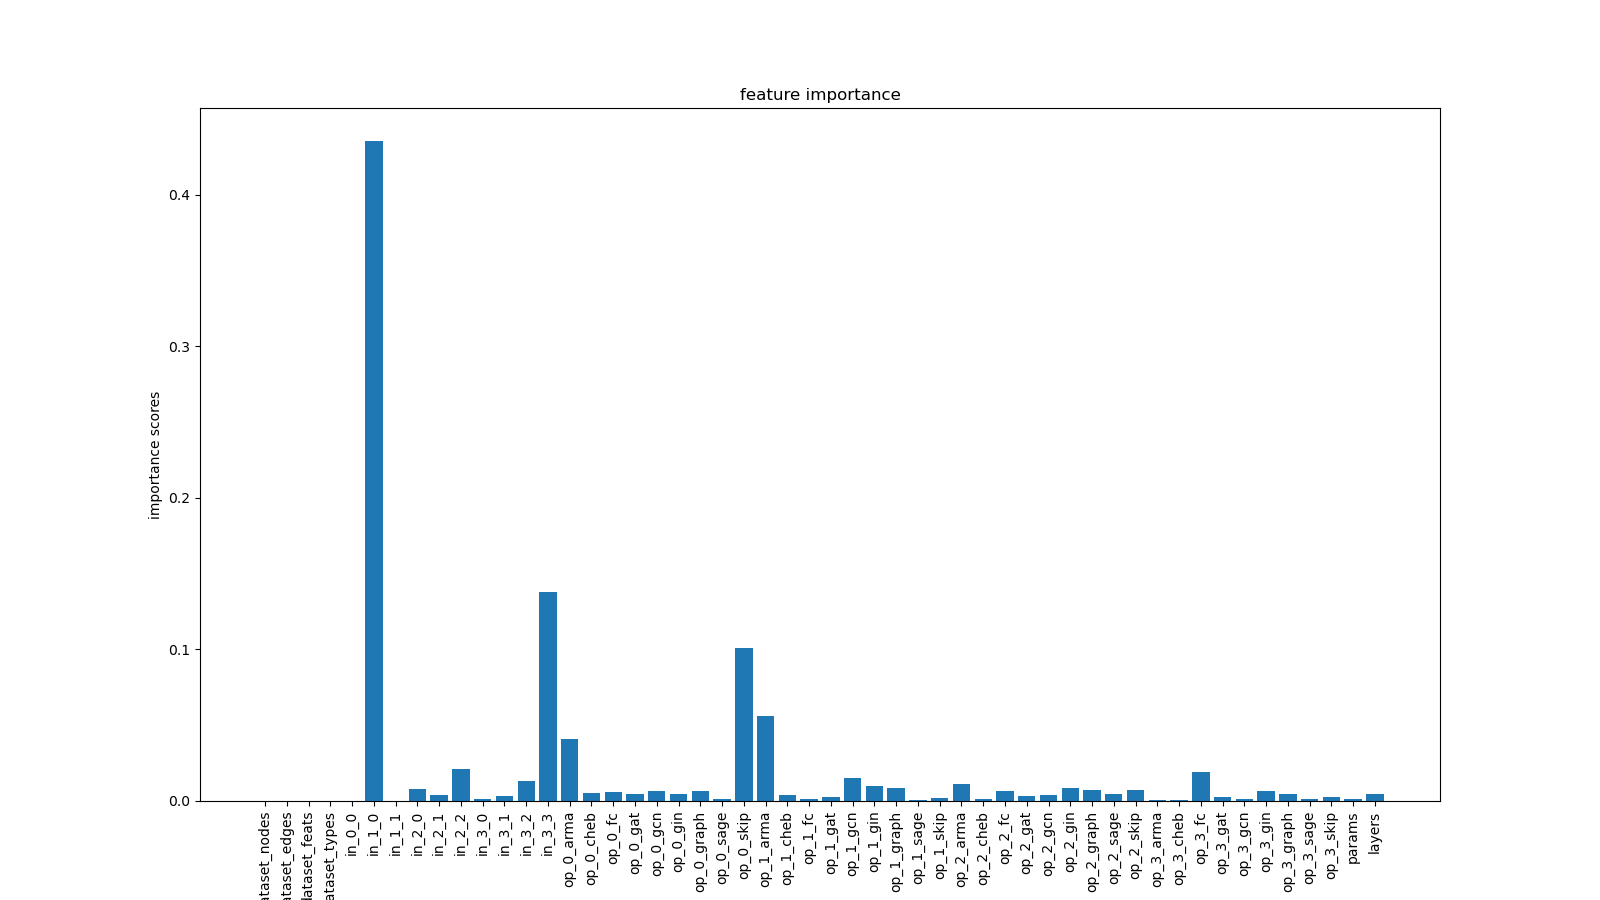 feature importance
importance scores
0.4
0.3
0.2
0.1
0.0
ataset_nodes
ataset_edges
dataset_feats
ataset_types
in_0_0
in_1_0
in_1_1
in_2_0
in_2_1
in_2_2
in_3_0
in_3_1
in_3_2
in_3_3
op_0_arma
op_0_cheb
op_0_fc
op_0_gat
op_0_gcn
op_0_gin
op_0_graph
op_0_sage
op_0_skip
op_1_arma
op_1_cheb
op_1_fc
op_1_gat
op_1_gcn
op_1_gin
op_1_graph
op_1_sage
op_1_skip
op_2_arma
op_2_cheb
op_2_fc
op_2_gat
op_2_gcn
op_2_gin
op_2_graph
op_2_sage
op_2_skip
op_3_arma
op_3_cheb
op_3_fc
op_3_gat
op_3_gcn
op_3_gin
op_3_graph
op_3_sage
op_3_skip
params
layers